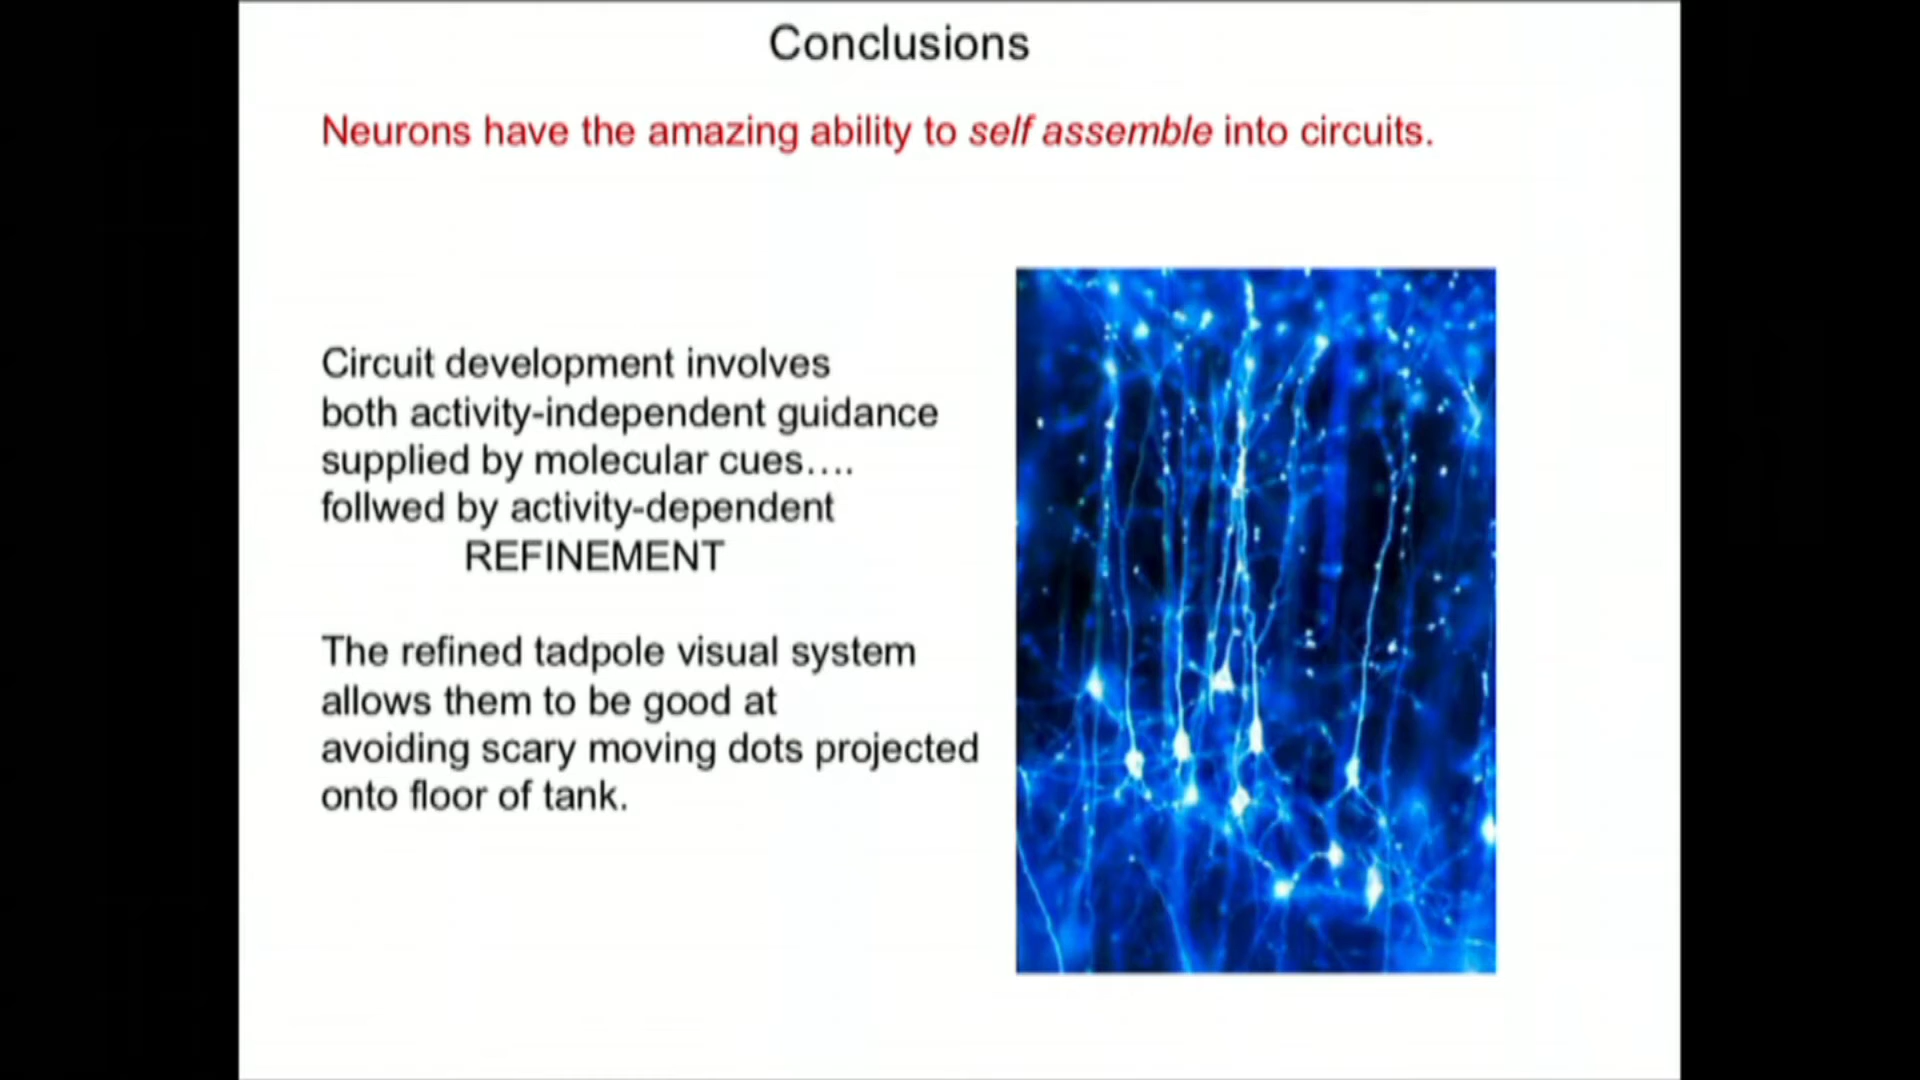 Conclusions
Neurons have the amazing ability to self assemble into circuits.
Circuit development involves
both activity-independent guidance
supplied by molecular cues….
follwed by activity-dependent
REFINEMENT
The refined tadpole visual system
allows them to be good at
avoiding scary moving dots projected
onto floor of tank.